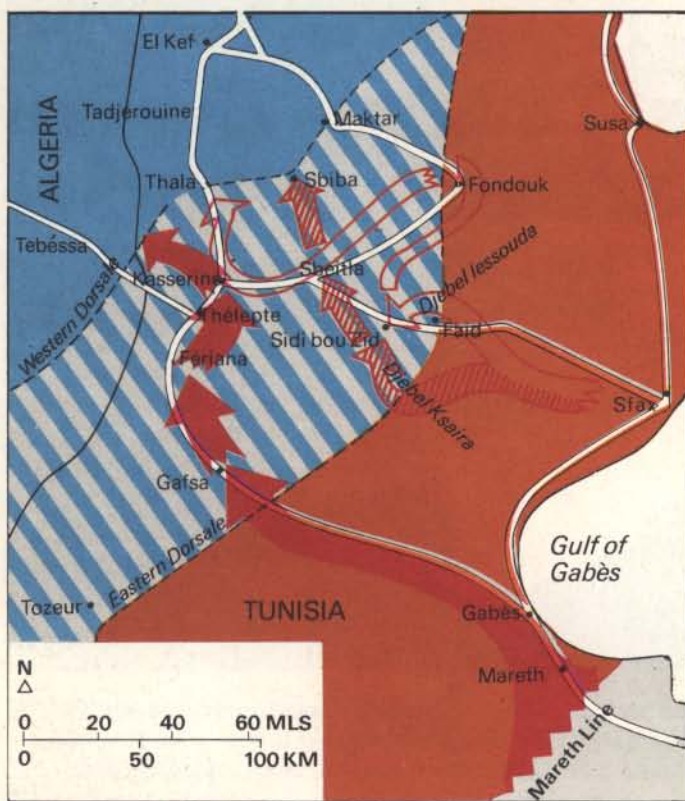 El Kef
ALGERIA
Tadjerouine
Maktar
Susa
Thala
Sbiba
Fondouk
Tebéssa
Kasserine
Sbeitla
Djebel lessouda
Western Dorsale
Thélepte
Sidi bou Zid
Faid
Feriana
Djebel Ksaira
Sfax
Gafsa
Eastern Dorsale
Gulf of
Gabès
Tozeur
TUNISIA
Gabès
Mareth
Mareth Line
N
0 20 40 60 MLS
0 50 100 KM